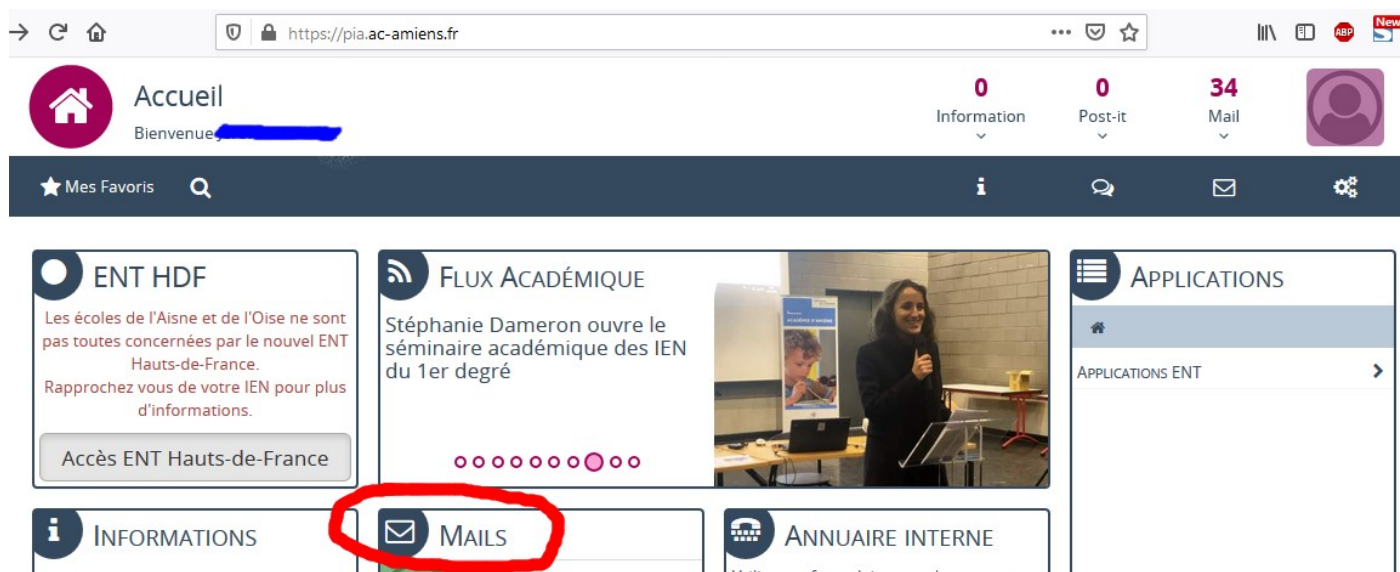 https://pia.ac-amiens.fr
ABP
New
Accueil
Bienvenue
0
Information
0
Post-it
34
Mail
Mes Favoris
ENT HDF
Les écoles de l'Aisne et de l'Oise ne sont
pas toutes concernées par le nouvel ENT
Hauts-de-France.
Rapprochez vous de votre IEN pour plus
d'informations.
Accès ENT Hauts-de-France
Flux Académique
Stéphanie Dameron ouvre le
séminaire académique des IEN
du 1er degré
ACADÉMIE D'AMIENS
Applications
Applications ENT
Informations
Mails
Annuaire interne